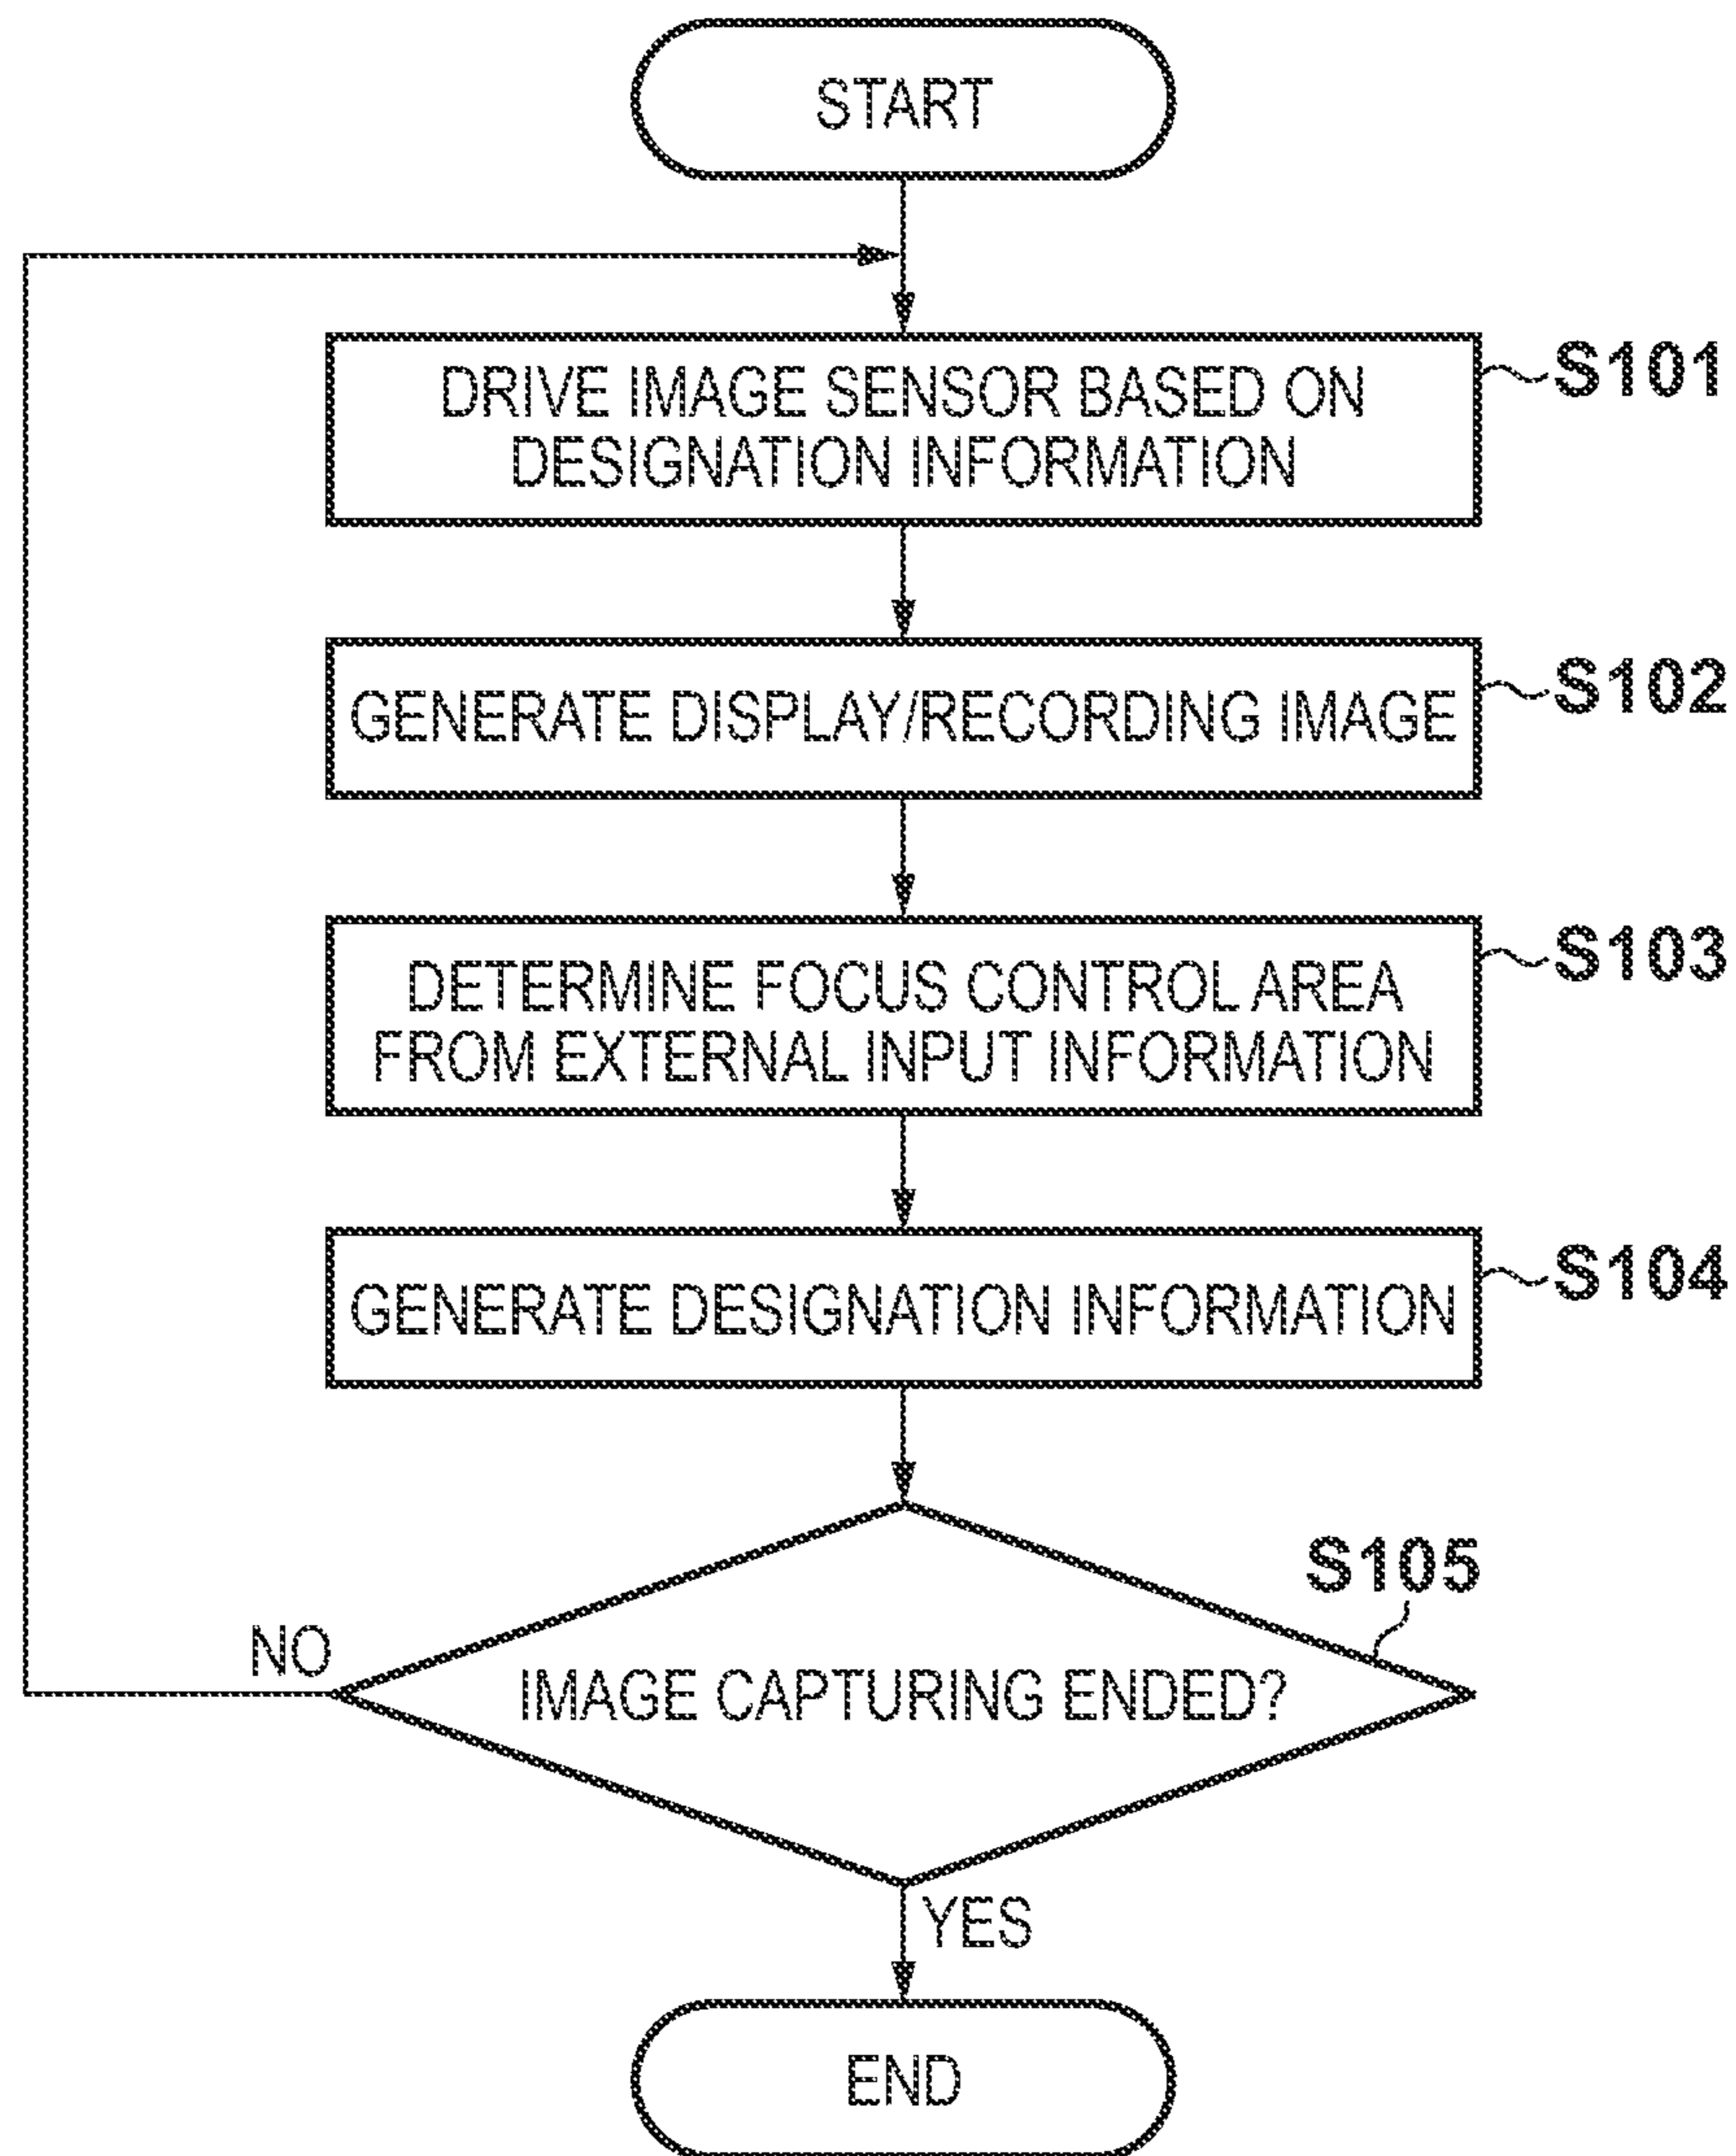 START
DRIVE IMAGE SENSOR BASED ON
DESIGNATION INFORMATION
S101
GENERATE DISPLAY/RECORDING IMAGE
S102
DETERMINE FOCUS CONTROL AREA
FROM EXTERNAL INPUT INFORMATION
S103
GENERATE DESIGNATION INFORMATION
S104
S105
IMAGE CAPTURING ENDED?
NO
YES
END